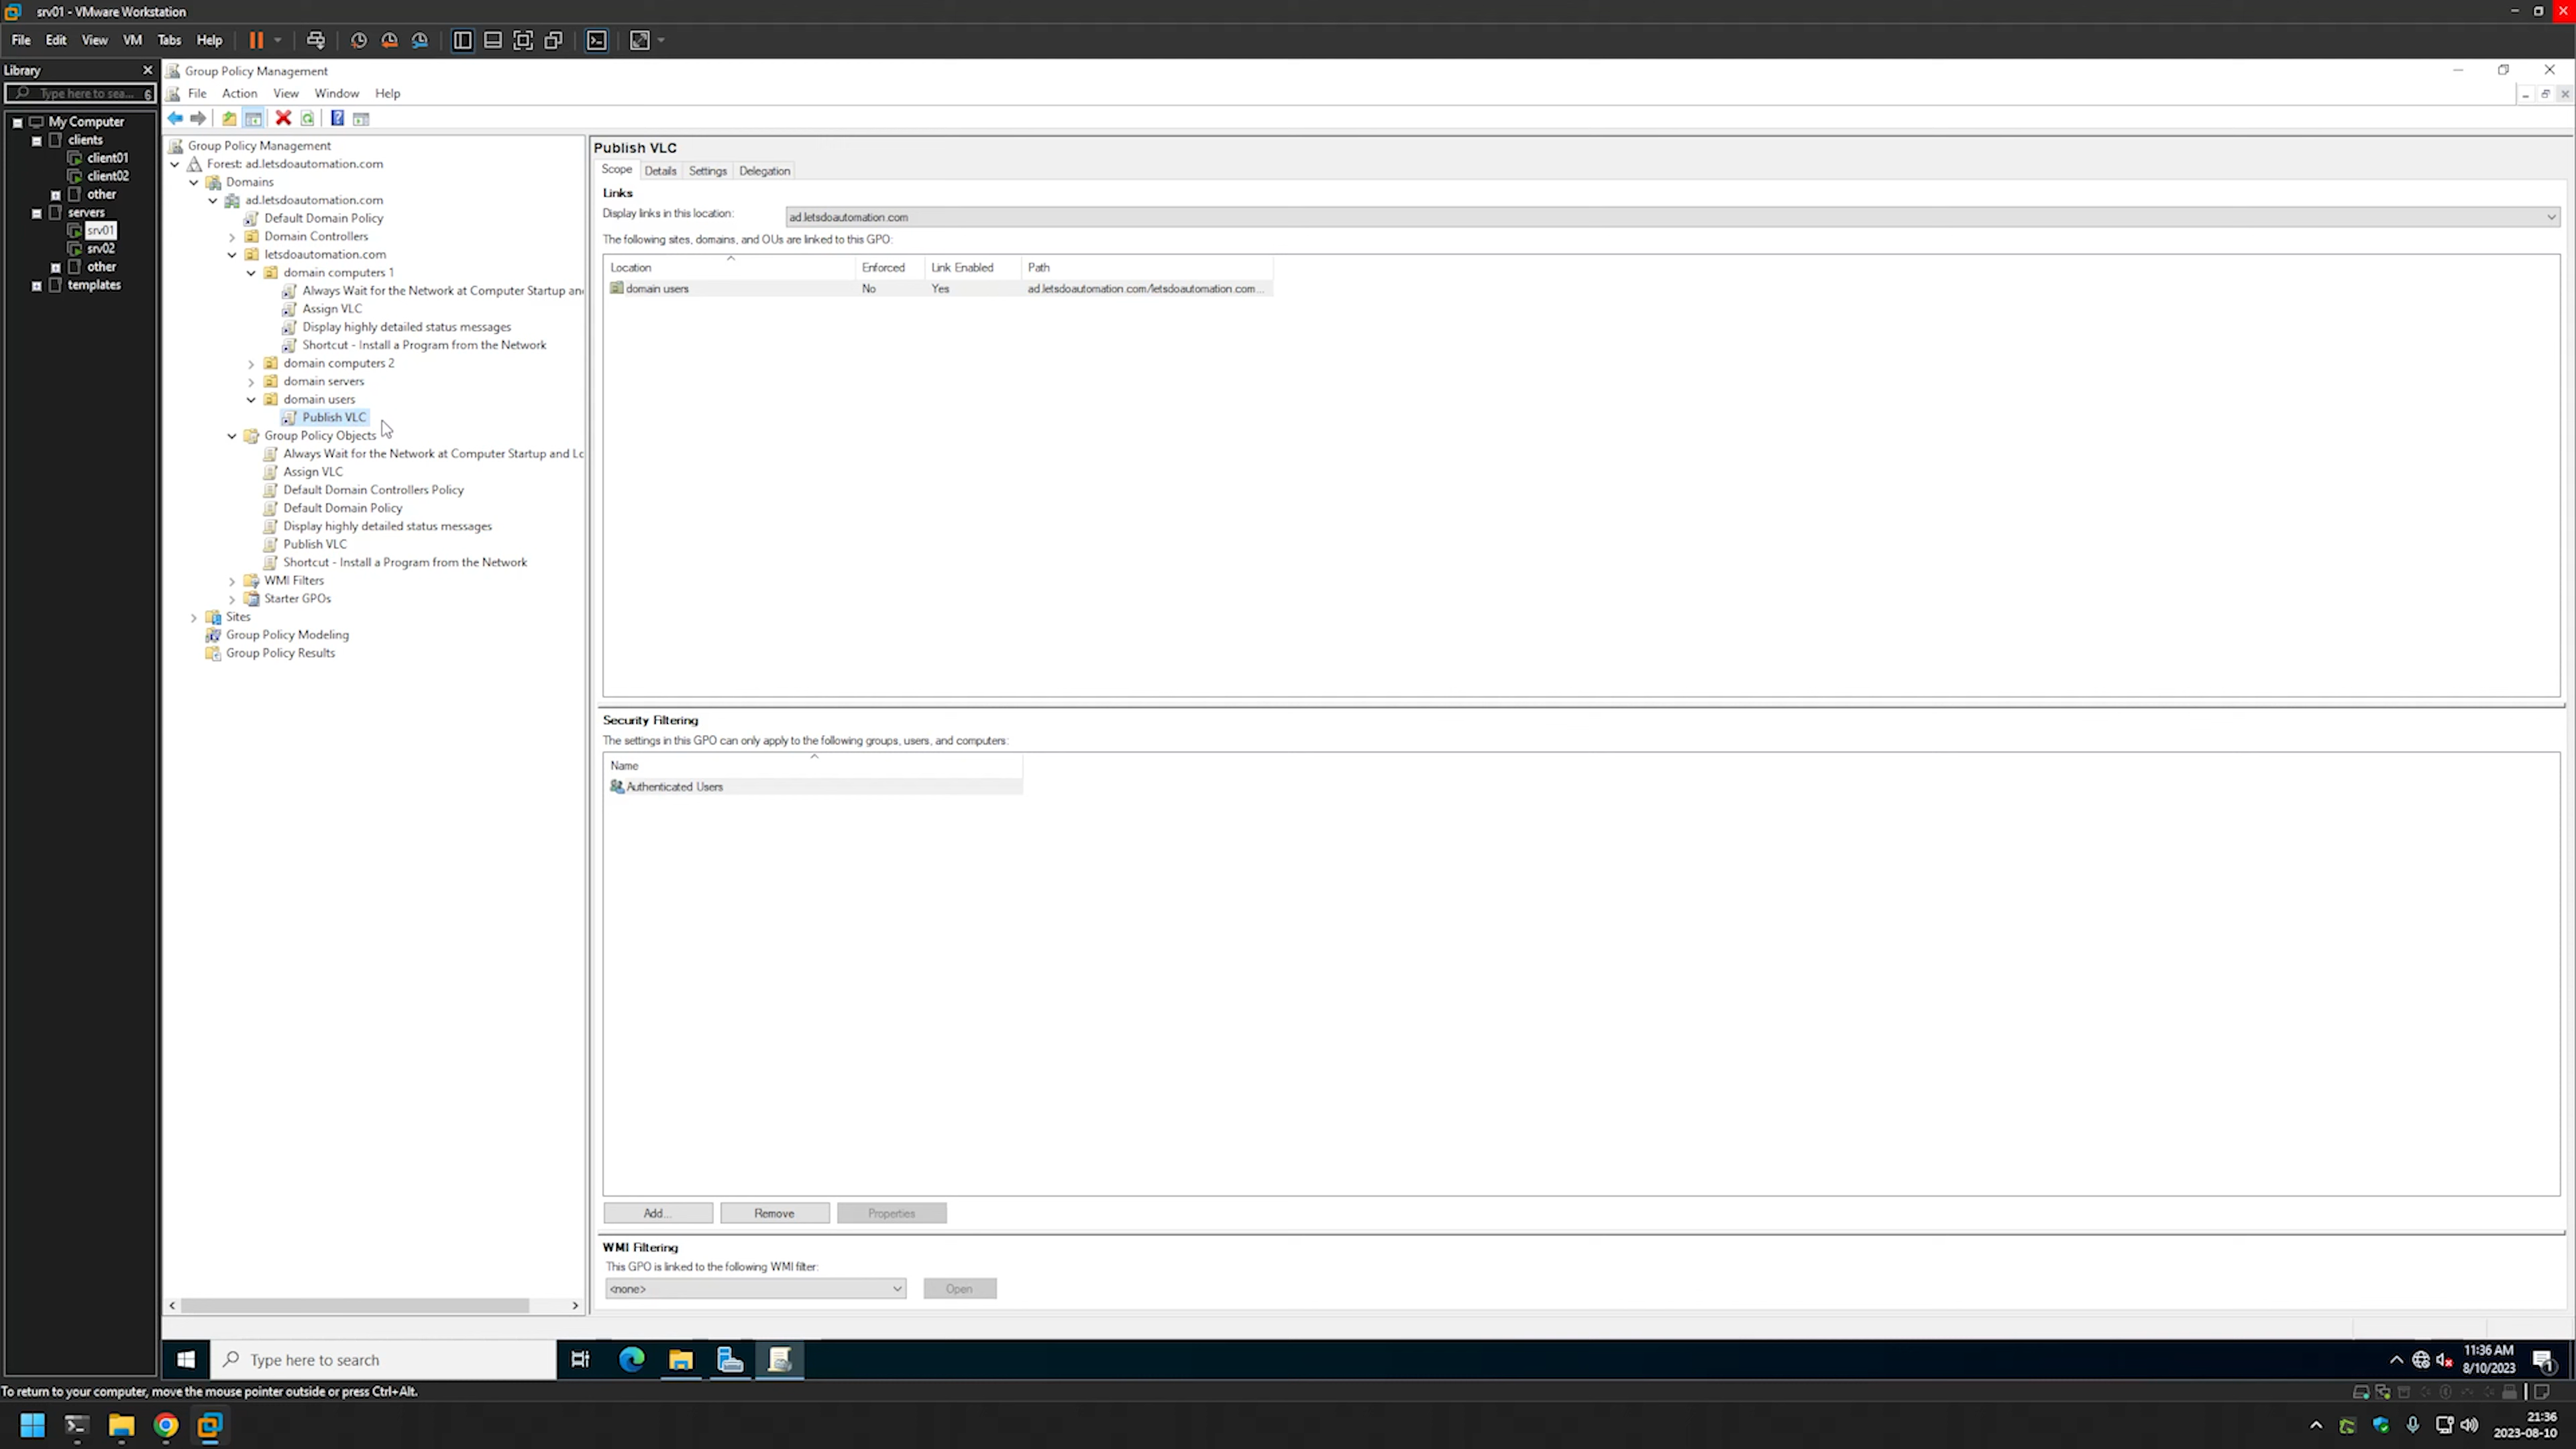 srv01 - VMware Workstation
File Edit View VM Tabs Help
Library
Type here to sea... 6
My Computer
clients
client01
client02
other
servers
srv01
srv02
other
templates
Group Policy Management
File Action View Window Help
Group Policy Management
Forest: ad.letsdoautomation.com
Domains
ad.letsdoautomation.com
Default Domain Policy
Domain Controllers
letsdoautomation.com
domain computers 1
Always Wait for the Network at Computer Startup an
Assign VLC
Display highly detailed status messages
Shortcut - Install a Program from the Network
domain computers 2
domain servers
domain users
Publish VLC
Group Policy Objects
Always Wait for the Network at Computer Startup and Lo
Assign VLC
Default Domain Controllers Policy
Default Domain Policy
Display highly detailed status messages
Publish VLC
Shortcut - Install a Program from the Network
WMI Filters
Starter GPOs
Sites
Group Policy Modeling
Group Policy Results
Publish VLC
Scope Details Settings Delegation
Links
Display links in this location: ad.letsdoautomation.com
The following sites, domains, and OUs are linked to this GPO:
Location Enforced Link Enabled Path
domain users No Yes ad.letsdoautomation.com/letsdoautomation.com...
Security Filtering
The settings in this GPO can only apply to the following groups, users, and computers:
Name
Authenticated Users
Add... Remove Properties
WMI Filtering
This GPO is linked to the following WMI filter:
<none> Open
Type here to search
11:36 AM
8/10/2023
1
To return to your computer, move the mouse pointer outside or press Ctrl+Alt.
21:36
2023-08-10